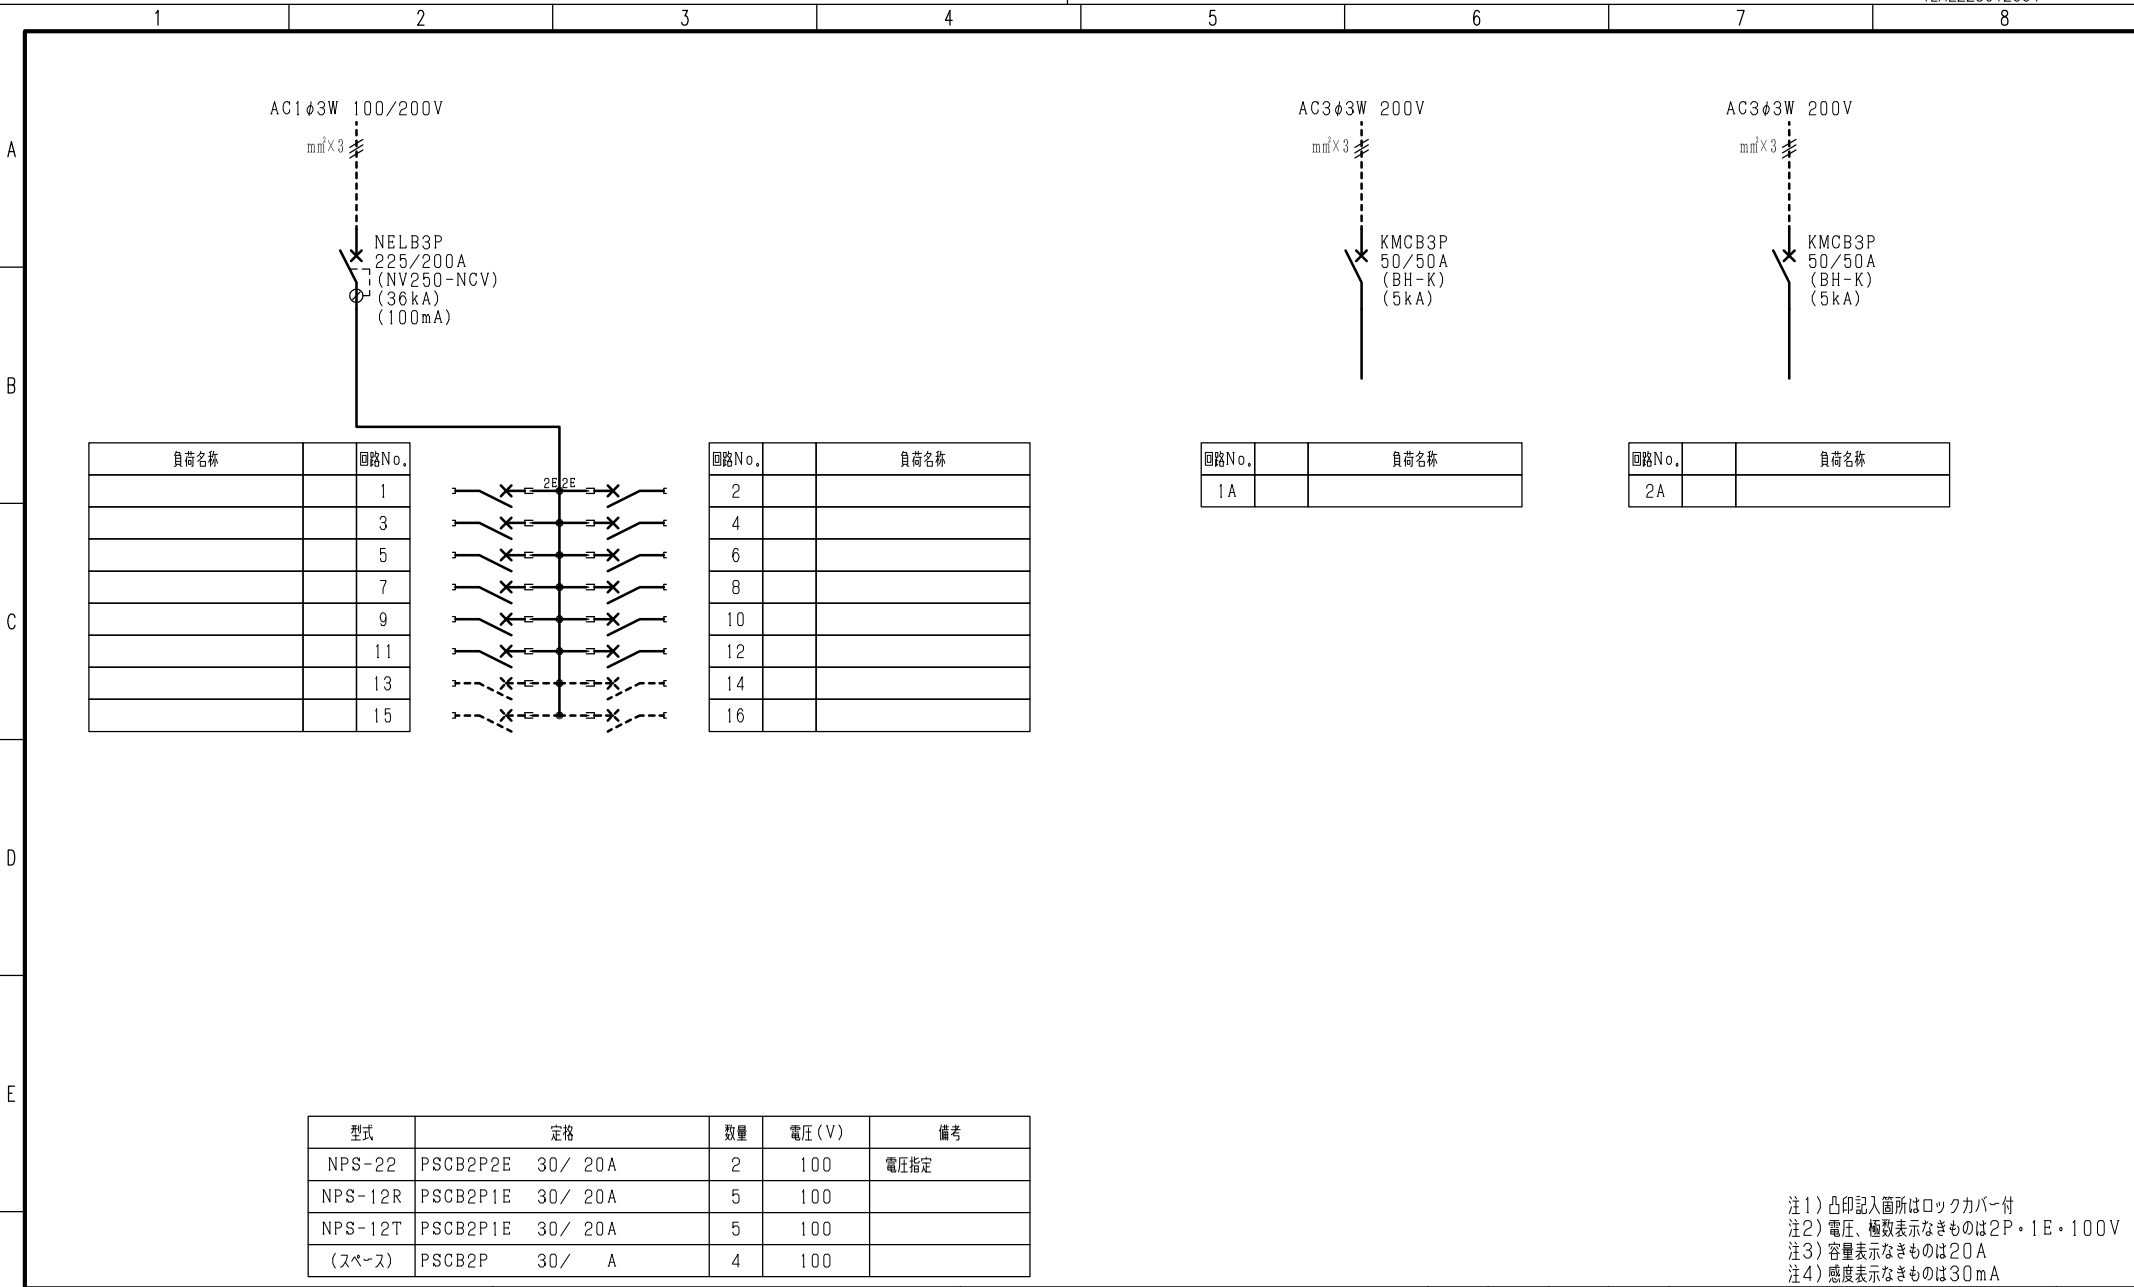 1 2 3 4 5 6 7 8
A
B
C
D
E
AC1φ3W 100/200V
mm²×3
NELB3P
225/200A
(NV250-NCV)
(36kA)
(100mA)
AC3φ3W 200V
mm²×3
KMCB3P
50/50A
(BH-K)
(5kA)
AC3φ3W 200V
mm²×3
KMCB3P
50/50A
(BH-K)
(5kA)
負荷名称 回路No. 回路No. 負荷名称
1 2E 2E 2
3 4
5 6
7 8
9 10
11 12
13 14
15 16
回路No. 負荷名称
1A
回路No. 負荷名称
2A
型式 定格 数量 電圧(V) 備考
NPS-22 PSCB2P2E 30/ 20A 2 100 電圧指定
NPS-12R PSCB2P1E 30/ 20A 5 100
NPS-12T PSCB2P1E 30/ 20A 5 100
(スペース) PSCB2P 30/ A 4 100
注1)凸印記入箇所はロックカバー付
注2)電圧、極数表示なきものは2P・1E・100V
注3)容量表示なきものは20A
注4)感度表示なきものは30mA